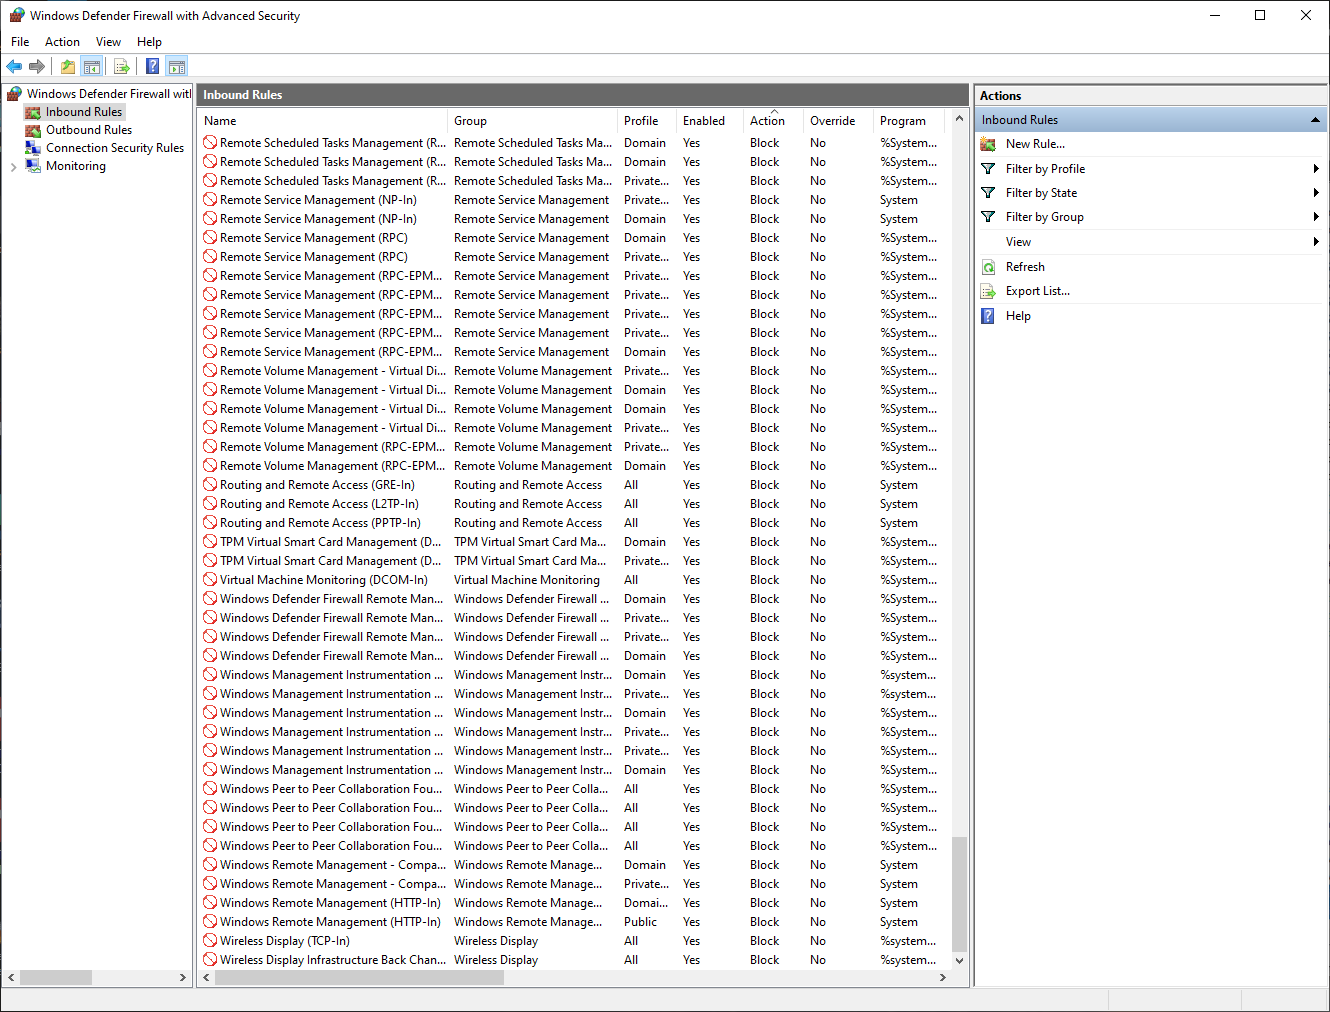 Windows Defender Firewall with Advanced Security
File Action View Help
Windows Defender Firewall wit
Inbound Rules
Outbound Rules
Connection Security Rules
Monitoring
Inbound Rules
Name Group Profile Enabled Action Override Program
Remote Scheduled Tasks Management (R... Remote Scheduled Tasks Ma... Domain Yes Block No %System...
Remote Scheduled Tasks Management (R... Remote Scheduled Tasks Ma... Domain Yes Block No %System...
Remote Scheduled Tasks Management (R... Remote Scheduled Tasks Ma... Private... Yes Block No %System...
Remote Service Management (NP-In) Remote Service Management Private... Yes Block No System
Remote Service Management (NP-In) Remote Service Management Domain Yes Block No System
Remote Service Management (RPC) Remote Service Management Domain Yes Block No %System...
Remote Service Management (RPC) Remote Service Management Private... Yes Block No %System...
Remote Service Management (RPC-EPM... Remote Service Management Domain Yes Block No %System...
Remote Service Management (RPC-EPM... Remote Service Management Private... Yes Block No %System...
Remote Service Management (RPC-EPM... Remote Service Management Private... Yes Block No %System...
Remote Service Management (RPC-EPM... Remote Service Management Private... Yes Block No %System...
Remote Service Management (RPC-EPM... Remote Service Management Domain Yes Block No %System...
Remote Volume Management - Virtual Di... Remote Volume Management Private... Yes Block No %System...
Remote Volume Management - Virtual Di... Remote Volume Management Domain Yes Block No %System...
Remote Volume Management - Virtual Di... Remote Volume Management Domain Yes Block No %System...
Remote Volume Management - Virtual Di... Remote Volume Management Private... Yes Block No %System...
Remote Volume Management (RPC-EPM... Remote Volume Management Private... Yes Block No %System...
Remote Volume Management (RPC-EPM... Remote Volume Management Domain Yes Block No %System...
Routing and Remote Access (GRE-In) Routing and Remote Access All Yes Block No System
Routing and Remote Access (L2TP-In) Routing and Remote Access All Yes Block No System
Routing and Remote Access (PPTP-In) Routing and Remote Access All Yes Block No System
TPM Virtual Smart Card Management (D... TPM Virtual Smart Card Ma... Domain Yes Block No %System...
TPM Virtual Smart Card Management (D... TPM Virtual Smart Card Ma... Private... Yes Block No %System...
Virtual Machine Monitoring (DCOM-In) Virtual Machine Monitoring All Yes Block No %System...
Windows Defender Firewall Remote Man... Windows Defender Firewall ... Domain Yes Block No %System...
Windows Defender Firewall Remote Man... Windows Defender Firewall ... Private... Yes Block No %System...
Windows Defender Firewall Remote Man... Windows Defender Firewall ... Private... Yes Block No %System...
Windows Defender Firewall Remote Man... Windows Defender Firewall ... Domain Yes Block No %System...
Windows Management Instrumentation ... Windows Management Instr... Domain Yes Block No %system...
Windows Management Instrumentation ... Windows Management Instr... Private... Yes Block No %system...
Windows Management Instrumentation ... Windows Management Instr... Domain Yes Block No %System...
Windows Management Instrumentation ... Windows Management Instr... Private... Yes Block No %System...
Windows Management Instrumentation ... Windows Management Instr... Private... Yes Block No %System...
Windows Management Instrumentation ... Windows Management Instr... Domain Yes Block No %System...
Windows Peer to Peer Collaboration Fou... Windows Peer to Peer Colla... All Yes Block No %System...
Windows Peer to Peer Collaboration Fou... Windows Peer to Peer Colla... All Yes Block No %System...
Windows Peer to Peer Collaboration Fou... Windows Peer to Peer Colla... All Yes Block No %System...
Windows Peer to Peer Collaboration Fou... Windows Peer to Peer Colla... All Yes Block No %System...
Windows Remote Management - Compa... Windows Remote Manage... Domain Yes Block No System
Windows Remote Management - Compa... Windows Remote Manage... Private... Yes Block No System
Windows Remote Management (HTTP-In) Windows Remote Manage... Domai... Yes Block No System
Windows Remote Management (HTTP-In) Windows Remote Manage... Public Yes Block No System
Wireless Display (TCP-In) Wireless Display All Yes Block No %system...
Wireless Display Infrastructure Back Chan... Wireless Display All Yes Block No %system...
Actions
Inbound Rules
New Rule...
Filter by Profile
Filter by State
Filter by Group
View
Refresh
Export List...
Help